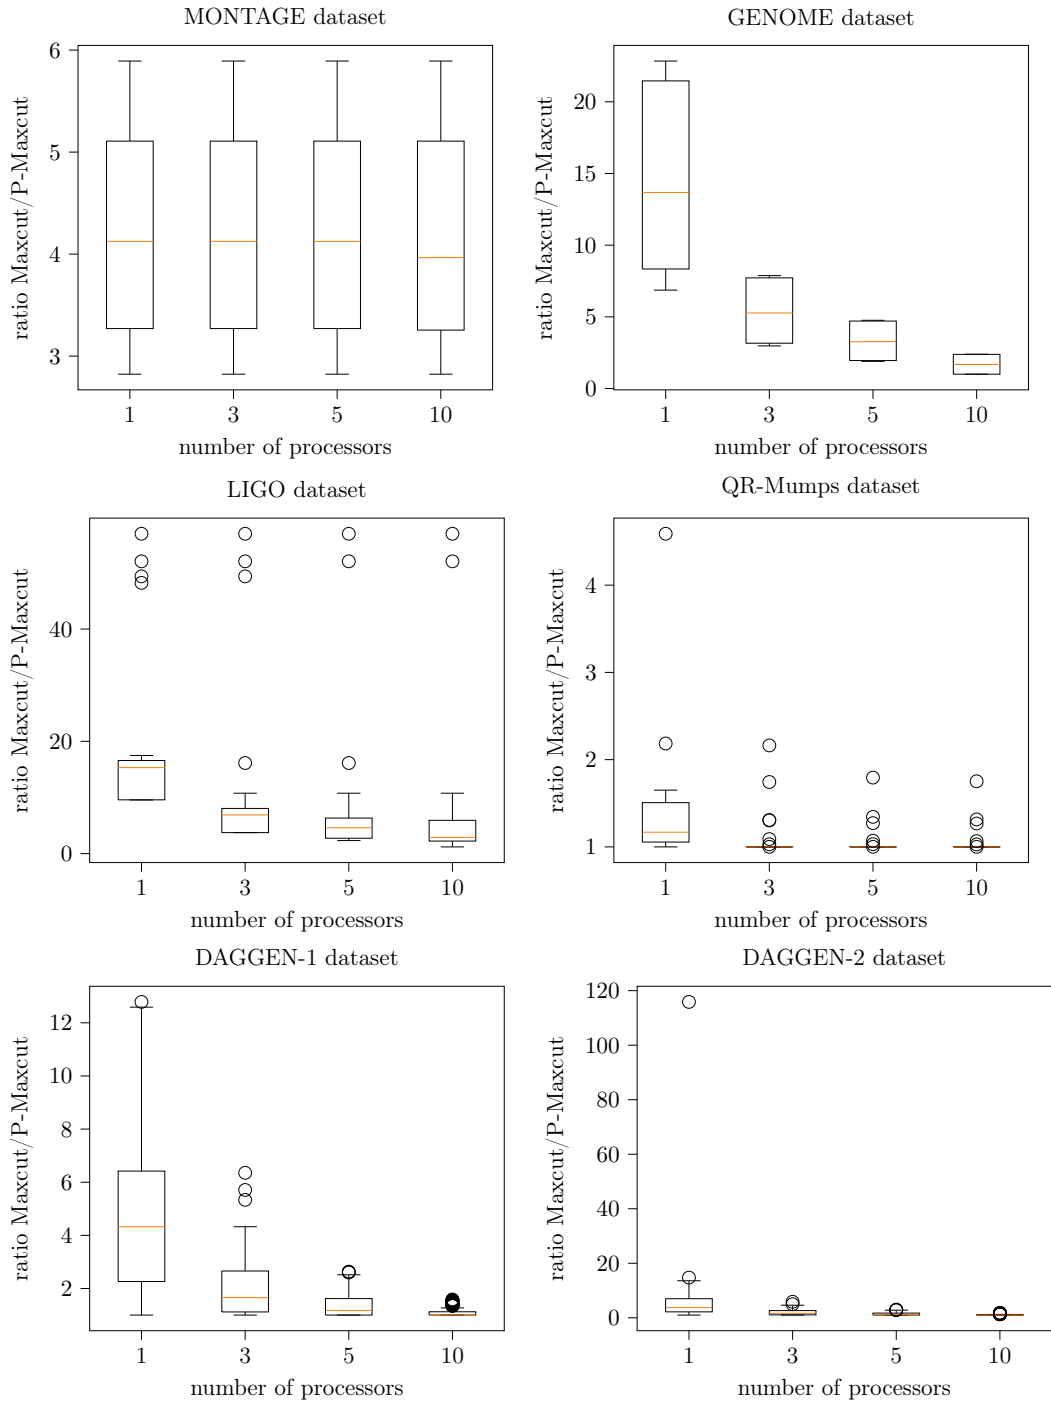 MONTAGE dataset
ratio Maxcut/P-Maxcut
6
5
4
3
1 3 5 10
number of processors
GENOME dataset
ratio Maxcut/P-Maxcut
20
15
10
5
0
1 3 5 10
number of processors
LIGO dataset
ratio Maxcut/P-Maxcut
40
20
0
1 3 5 10
number of processors
QR-Mumps dataset
ratio Maxcut/P-Maxcut
4
3
2
1
1 3 5 10
number of processors
DAGGEN-1 dataset
ratio Maxcut/P-Maxcut
12
10
8
6
4
2
1 3 5 10
number of processors
DAGGEN-2 dataset
ratio Maxcut/P-Maxcut
120
100
80
60
40
20
0
1 3 5 10
number of processors